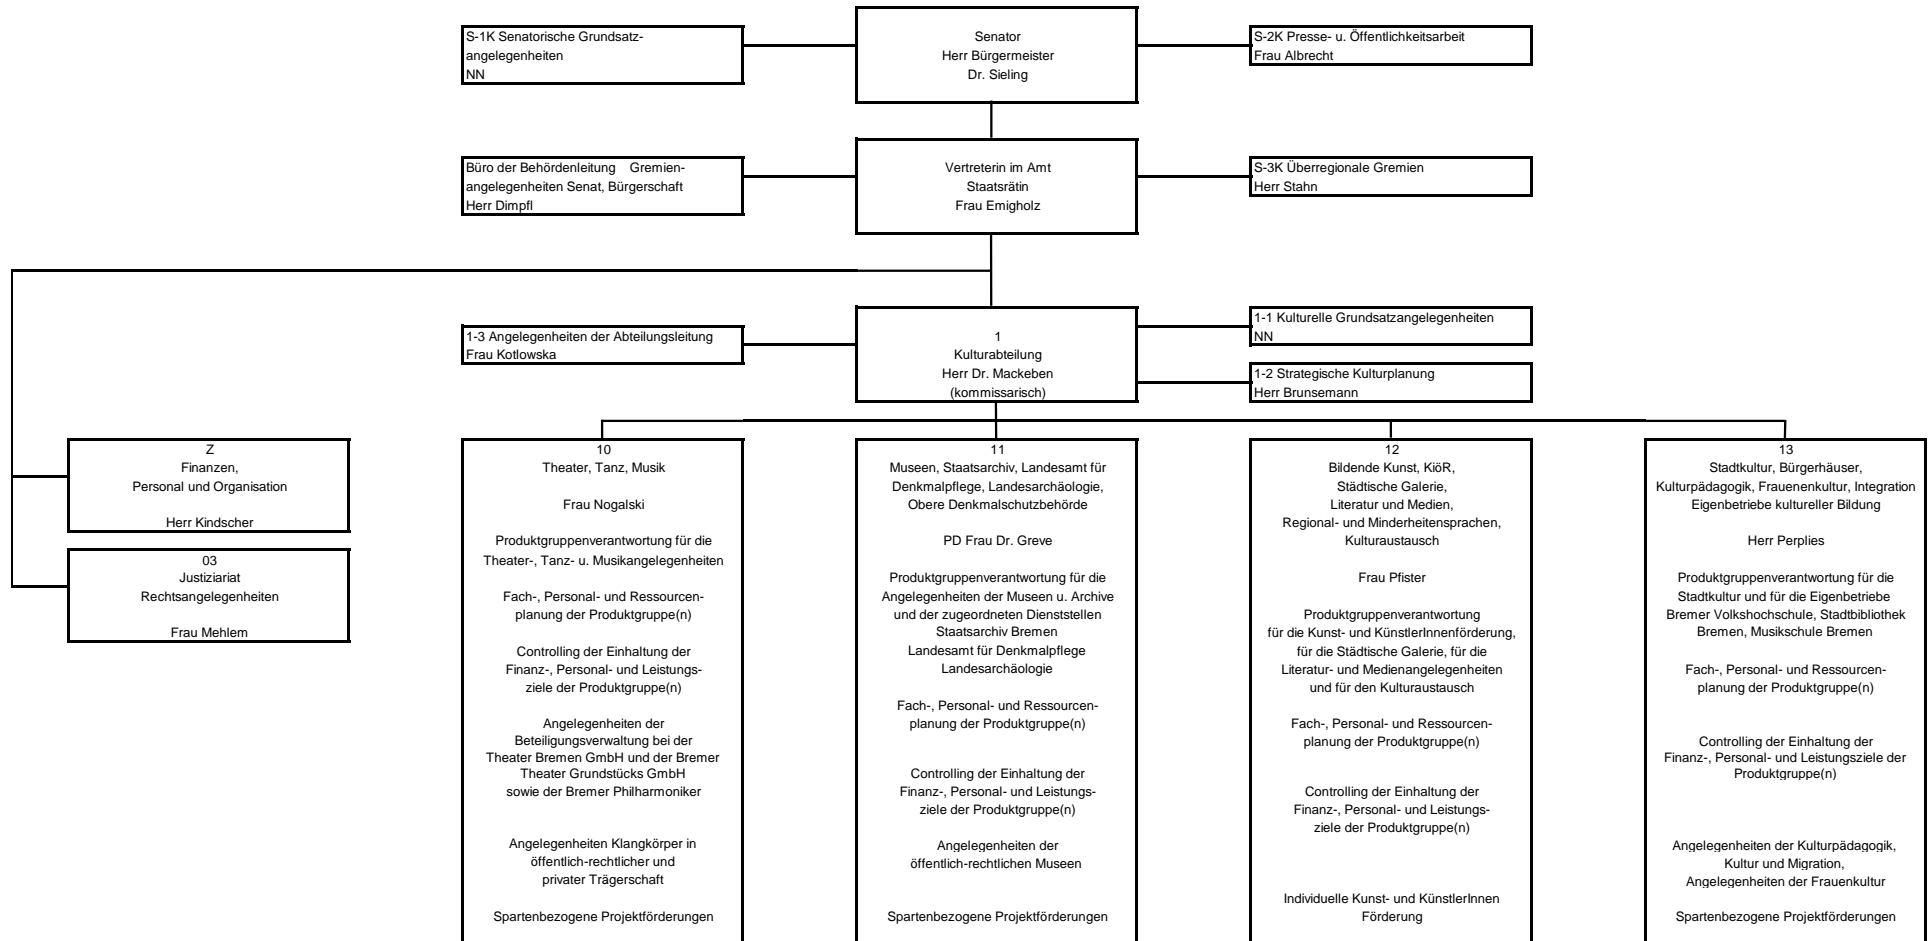 S-1K Senatorische Grundsatz-
angelegenheiten
NN
Senator
Herr Bürgermeister
Dr. Sieling
S-2K Presse- u. Öffentlichkeitsarbeit
Frau Albrecht
Büro der Behördenleitung Gremien-
angelegenheiten Senat, Bürgerschaft
Herr Dimpfl
Vertreterin im Amt
Staatsrätin
Frau Emigholz
S-3K Überregionale Gremien
Herr Stahn
1-3 Angelegenheiten der Abteilungsleitung
Frau Kotlowska
1
Kulturabteilung
Herr Dr. Mackeben
(kommissarisch)
1-1 Kulturelle Grundsatzangelegenheiten
NN
1-2 Strategische Kulturplanung
Herr Brunsemann
Z
Finanzen,
Personal und Organisation
Herr Kindscher
03
Justiziariat
Rechtsangelegenheiten
Frau Mehlem
10
Theater, Tanz, Musik
Frau Nogalski
Produktgruppenverantwortung für die
Theater-, Tanz- u. Musikangelegenheiten
Fach-, Personal- und Ressourcen-
planung der Produktgruppe(n)
Controlling der Einhaltung der
Finanz-, Personal- und Leistungs-
ziele der Produktgruppe(n)
Angelegenheiten der
Beteiligungsverwaltung bei der
Theater Bremen GmbH und der Bremer
Theater Grundstücks GmbH
sowie der Bremer Philharmoniker
Angelegenheiten Klangkörper in
öffentlich-rechtlicher und
privater Trägerschaft
Spartenbezogene Projektförderungen
11
Museen, Staatsarchiv, Landesamt für
Denkmalpflege, Landesarchäologie,
Obere Denkmalschutzbehörde
PD Frau Dr. Greve
Produktgruppenverantwortung für die
Angelegenheiten der Museen u. Archive
und der zugeordneten Dienststellen
Staatsarchiv Bremen
Landesamt für Denkmalpflege
Landesarchäologie
Fach-, Personal- und Ressourcen-
planung der Produktgruppe(n)
Controlling der Einhaltung der
Finanz-, Personal- und Leistungs-
ziele der Produktgruppe(n)
Angelegenheiten der
öffentlich-rechtlichen Museen
Spartenbezogene Projektförderungen
12
Bildende Kunst, KiöR,
Städtische Galerie,
Literatur und Medien,
Regional- und Minderheitensprachen,
Kulturaustausch
Frau Pfister
Produktgruppenverantwortung
für die Kunst- und KünstlerInnenförderung,
für die Städtische Galerie, für die
Literatur- und Medienangelegenheiten
und für den Kulturaustausch
Fach-, Personal- und Ressourcen-
planung der Produktgruppe(n)
Controlling der Einhaltung der
Finanz-, Personal- und Leistungs-
ziele der Produktgruppe(n)
Individuelle Kunst- und KünstlerInnen
Förderung
13
Stadtkultur, Bürgerhäuser,
Kulturpädagogik, Frauenkultur, Integration
Eigenbetriebe kultureller Bildung
Herr Perplies
Produktgruppenverantwortung für die
Stadtkultur und für die Eigenbetriebe
Bremer Volkshochschule, Stadtbibliothek
Bremen, Musikschule Bremen
Fach-, Personal- und Ressourcen-
planung der Produktgruppe(n)
Controlling der Einhaltung der
Finanz-, Personal- und Leistungsziele der
Produktgruppe(n)
Angelegenheiten der Kulturpädagogik,
Kultur und Migration,
Angelegenheiten der Frauenkultur
Spartenbezogene Projektförderungen